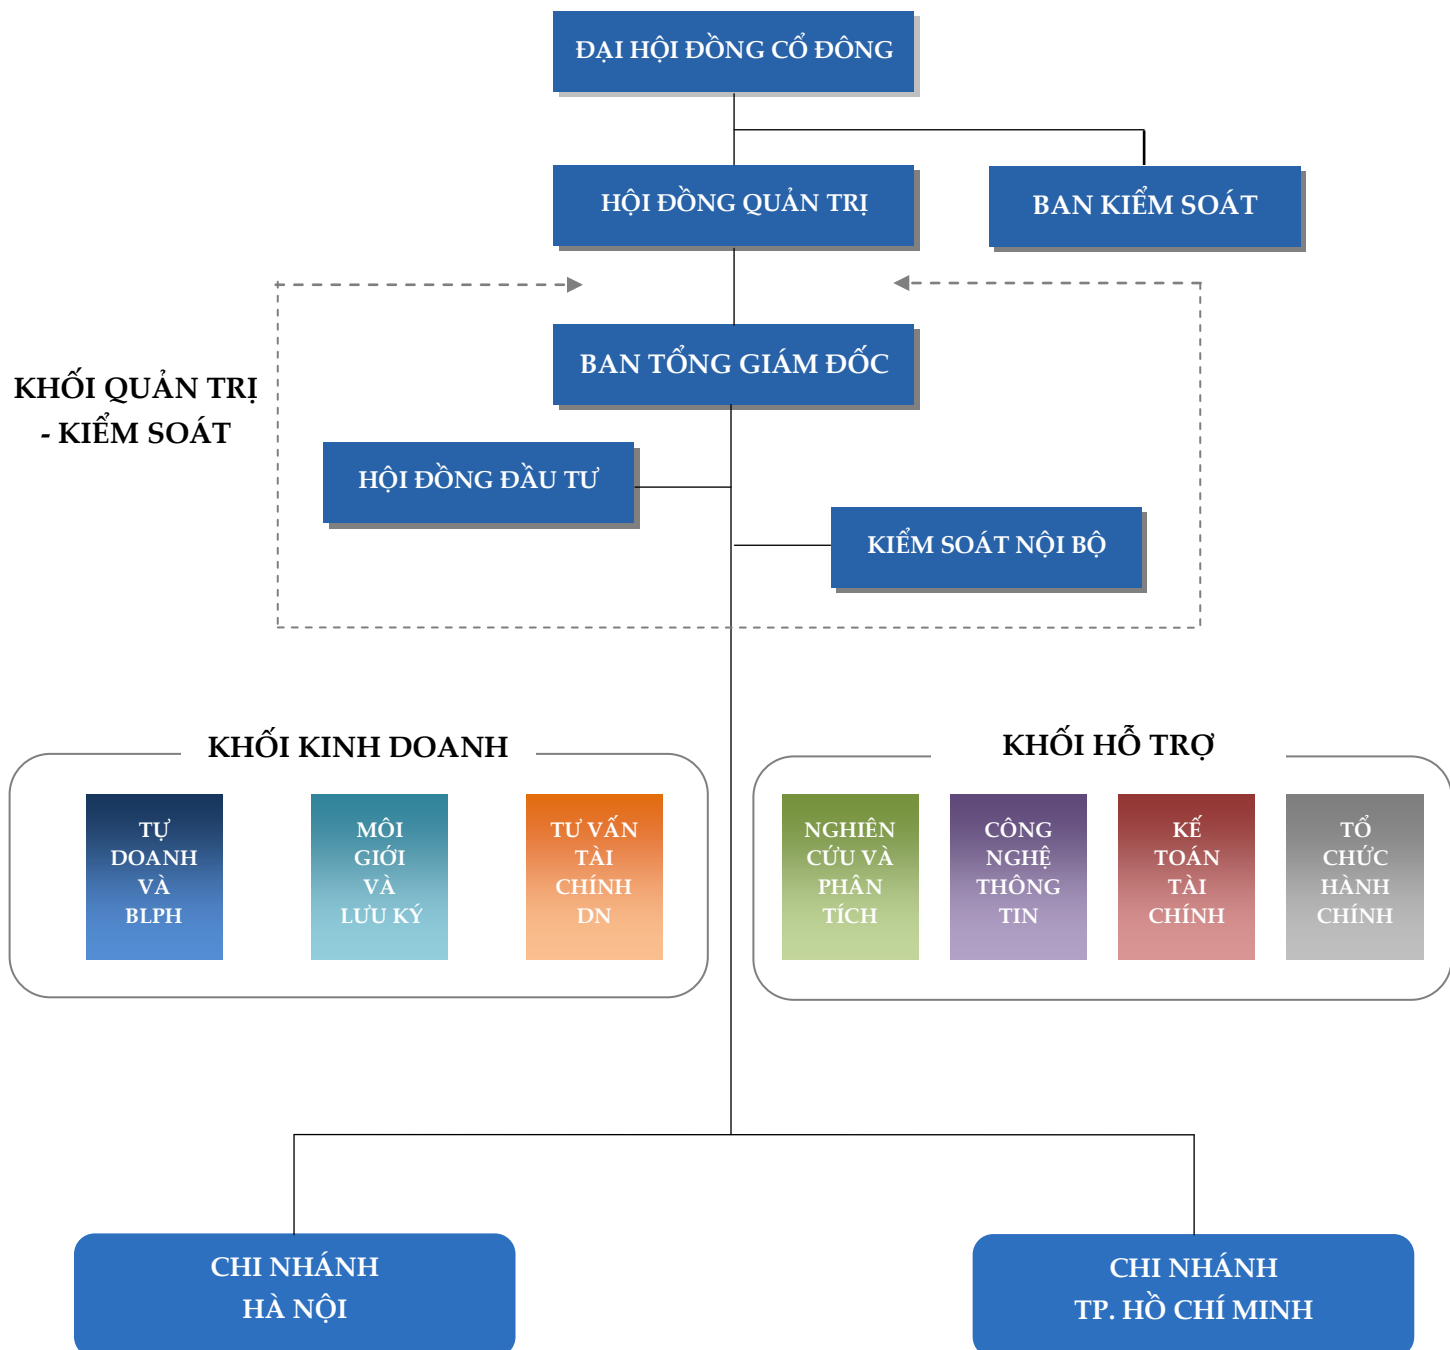 ĐẠI HỘI ĐỒNG CỔ ĐÔNG
HỘI ĐỒNG QUẢN TRỊ
BAN KIỂM SOÁT
BAN TỔNG GIÁM ĐỐC
KHỐI QUẢN TRỊ
- KIỂM SOÁT
HỘI ĐỒNG ĐẦU TƯ
KIỂM SOÁT NỘI BỘ
KHỐI KINH DOANH
TỰ
DOANH
VÀ
BLPH
MÔI
GIỚI
VÀ
LƯU KÝ
TƯ VẤN
TÀI
CHÍNH
DN
KHỐI HỖ TRỢ
NGHIÊN
CỨU VÀ
PHÂN
TÍCH
CÔNG
NGHỆ
THÔNG
TIN
KẾ
TOÁN
TÀI
CHÍNH
TỔ
CHỨC
HÀNH
CHÍNH
CHI NHÁNH
HÀ NỘI
CHI NHÁNH
TP. HỒ CHÍ MINH